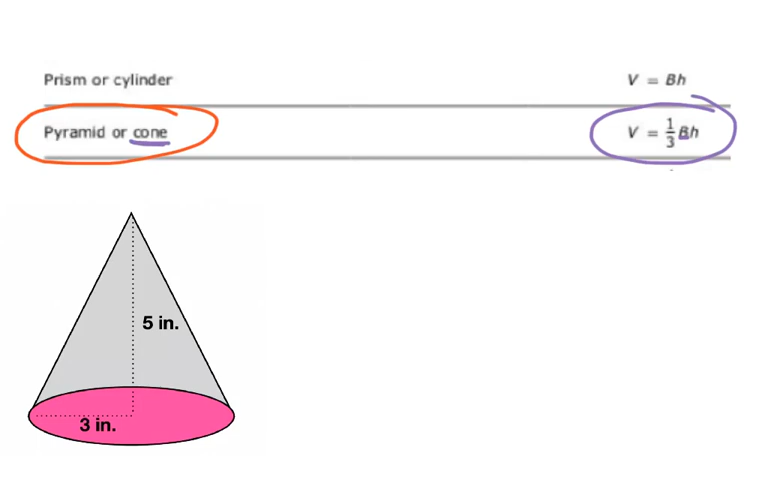 Prism or cylinder V = Bh
Pyramid or cone V = 1/3 Bh
5 in.
3 in.